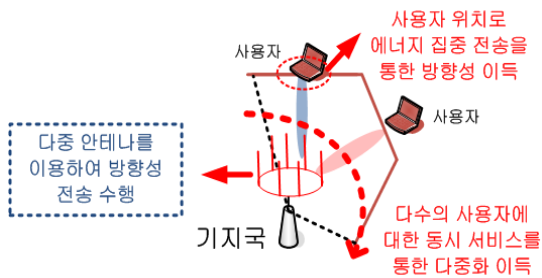 사용자 위치로
에너지 집중 전송을
통한 방향성 이득
사용자
사용자
다중 안테나를
이용하여 방향성
전송 수행
기지국
다수의 사용자에
대한 동시 서비스를
통한 다중화 이득